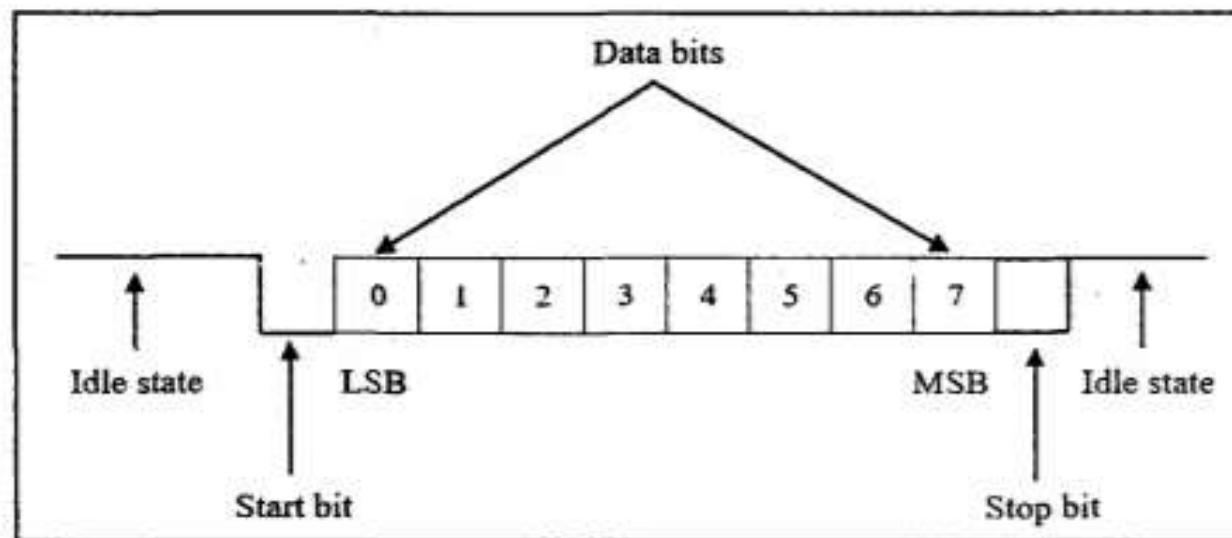 Data bits
0 1 2 3 4 5 6 7
Idle state LSB MSB Idle state
Start bit Stop bit